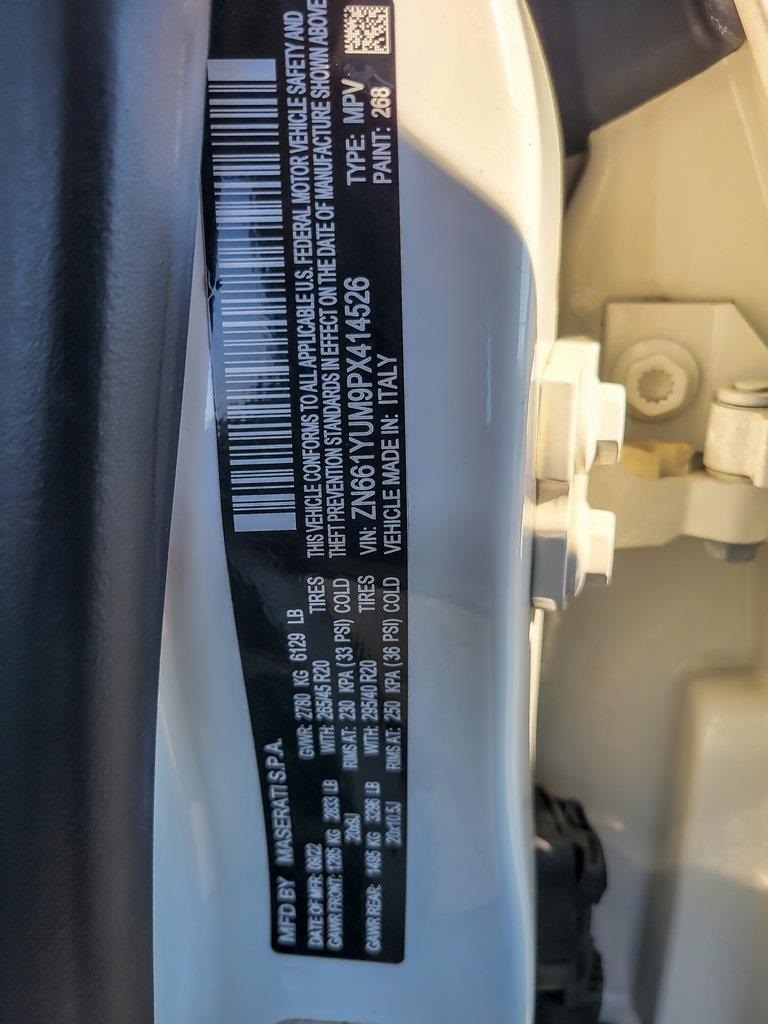 MFD BY MASERATI S.P.A.
DATE OF MFR: 09/22 GVWR: 2780 KG 6129 LB
GAWR FRONT: 1285 KG 2833 LB WITH: 265/45 R20 TIRES
20x9J RIMS AT: 230 KPA (33 PSI) COLD
GAWR REAR: 1495 KG 3296 LB WITH: 295/40 R20 TIRES
20x10.5J RIMS AT: 250 KPA (36 PSI) COLD
THIS VEHICLE CONFORMS TO ALL APPLICABLE U.S. FEDERAL MOTOR VEHICLE SAFETY AND
THEFT PREVENTION STANDARDS IN EFFECT ON THE DATE OF MANUFACTURE SHOWN ABOVE
VIN: ZN661YUM9PX414526 TYPE: MPV
VEHICLE MADE IN: ITALY PAINT: 268